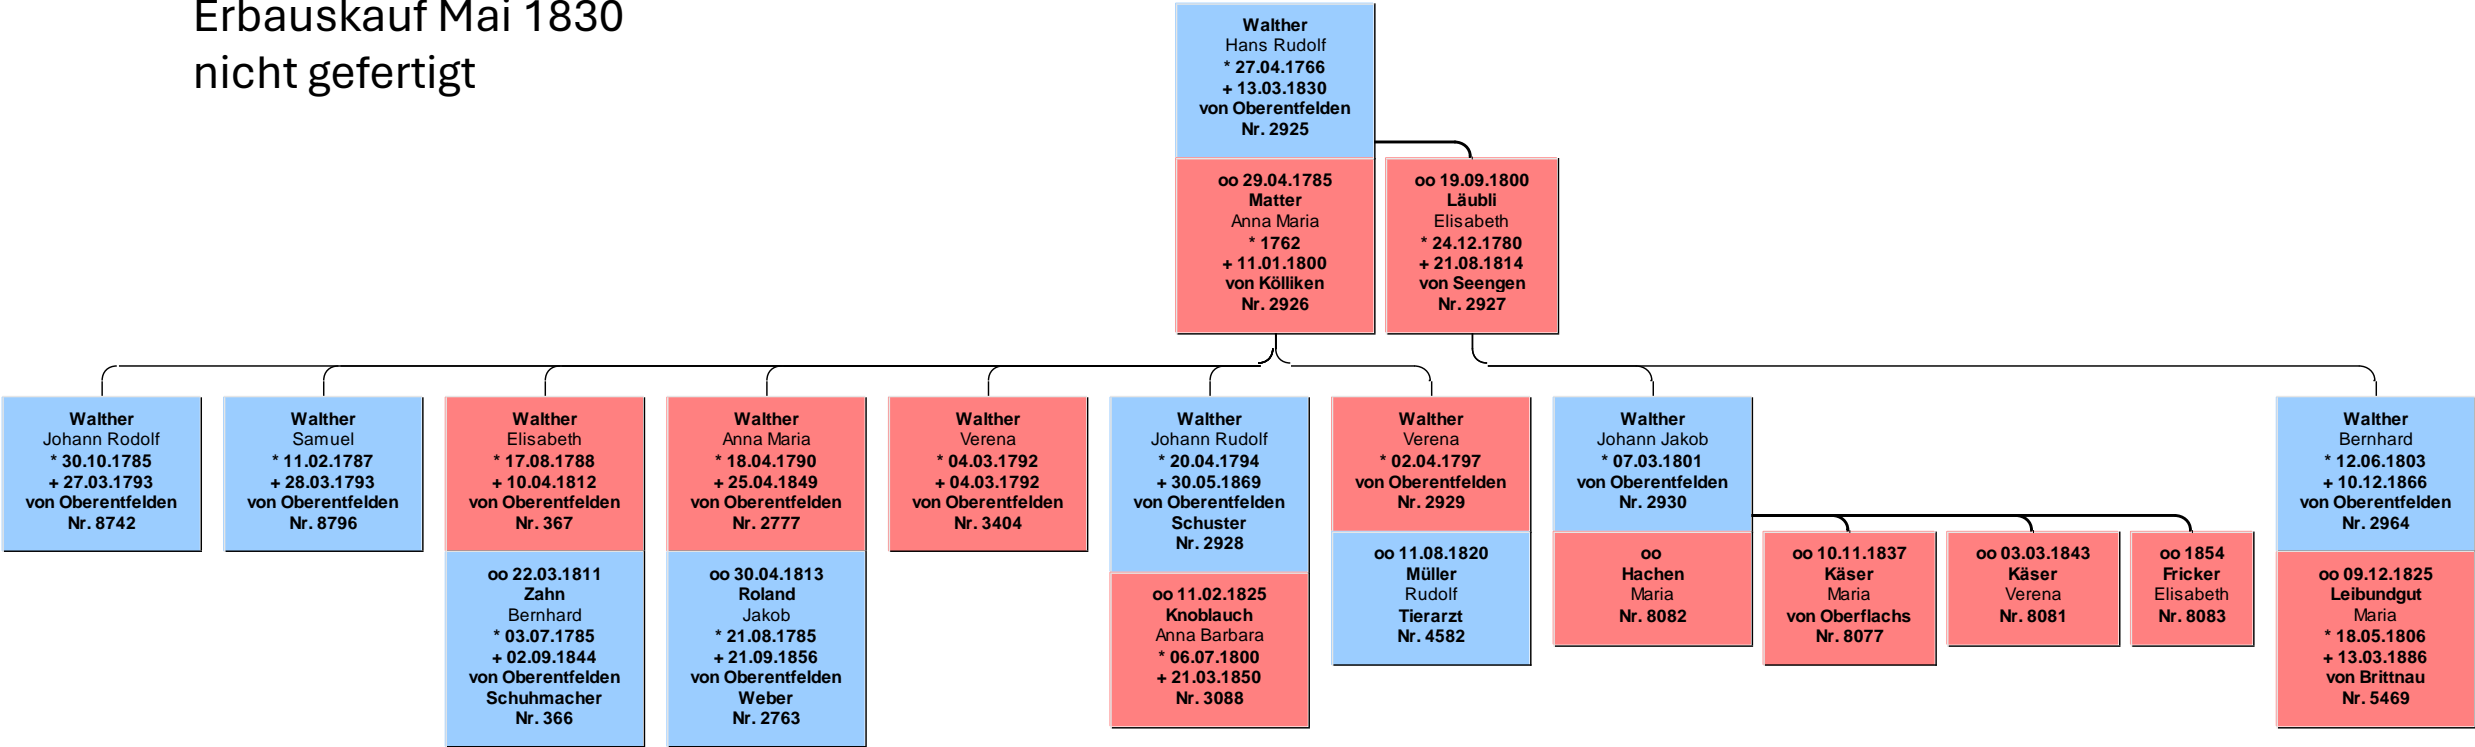 Erbauskauf Mai 1830
nicht gefertigt
Walther
Hans Rudolf
* 27.04.1766
+ 13.03.1830
von Oberentfelden
Nr. 2925
oo 29.04.1785
Matter
Anna Maria
* 1762
+ 11.01.1800
von Kölliken
Nr. 2926
oo 19.09.1800
Läubli
Elisabeth
* 24.12.1780
+ 21.08.1814
von Seengen
Nr. 2927
Walther
Johann Rodolf
* 30.10.1785
+ 27.03.1793
von Oberentfelden
Nr. 8742
Walther
Samuel
* 11.02.1787
+ 28.03.1793
von Oberentfelden
Nr. 8796
Walther
Elisabeth
* 17.08.1788
+ 10.04.1812
von Oberentfelden
Nr. 367
oo 22.03.1811
Zahn
Bernhard
* 03.07.1785
+ 02.09.1844
von Oberentfelden
Schuhmacher
Nr. 366
Walther
Anna Maria
* 18.04.1790
+ 25.04.1849
von Oberentfelden
Nr. 2777
oo 30.04.1813
Roland
Jakob
* 21.08.1785
+ 21.09.1856
von Oberentfelden
Weber
Nr. 2763
Walther
Verena
* 04.03.1792
+ 04.03.1792
von Oberentfelden
Nr. 3404
Walther
Johann Rudolf
* 20.04.1794
+ 30.05.1869
von Oberentfelden
Schuster
Nr. 2928
oo 11.02.1825
Knoblauch
Anna Barbara
* 06.07.1800
+ 21.03.1850
Nr. 3088
Walther
Verena
* 02.04.1797
von Oberentfelden
Nr. 2929
oo 11.08.1820
Müller
Rudolf
Tierarzt
Nr. 4582
Walther
Johann Jakob
* 07.03.1801
von Oberentfelden
Nr. 2930
oo
Hachen
Maria
Nr. 8082
oo 10.11.1837
Käser
Maria
von Oberflachs
Nr. 8077
oo 03.03.1843
Käser
Verena
Nr. 8081
oo 1854
Fricker
Elisabeth
Nr. 8083
Walther
Bernhard
* 12.06.1803
+ 10.12.1866
von Oberentfelden
Nr. 2964
oo 09.12.1825
Leibundgut
Maria
* 18.05.1806
+ 13.03.1886
von Brittnau
Nr. 5469